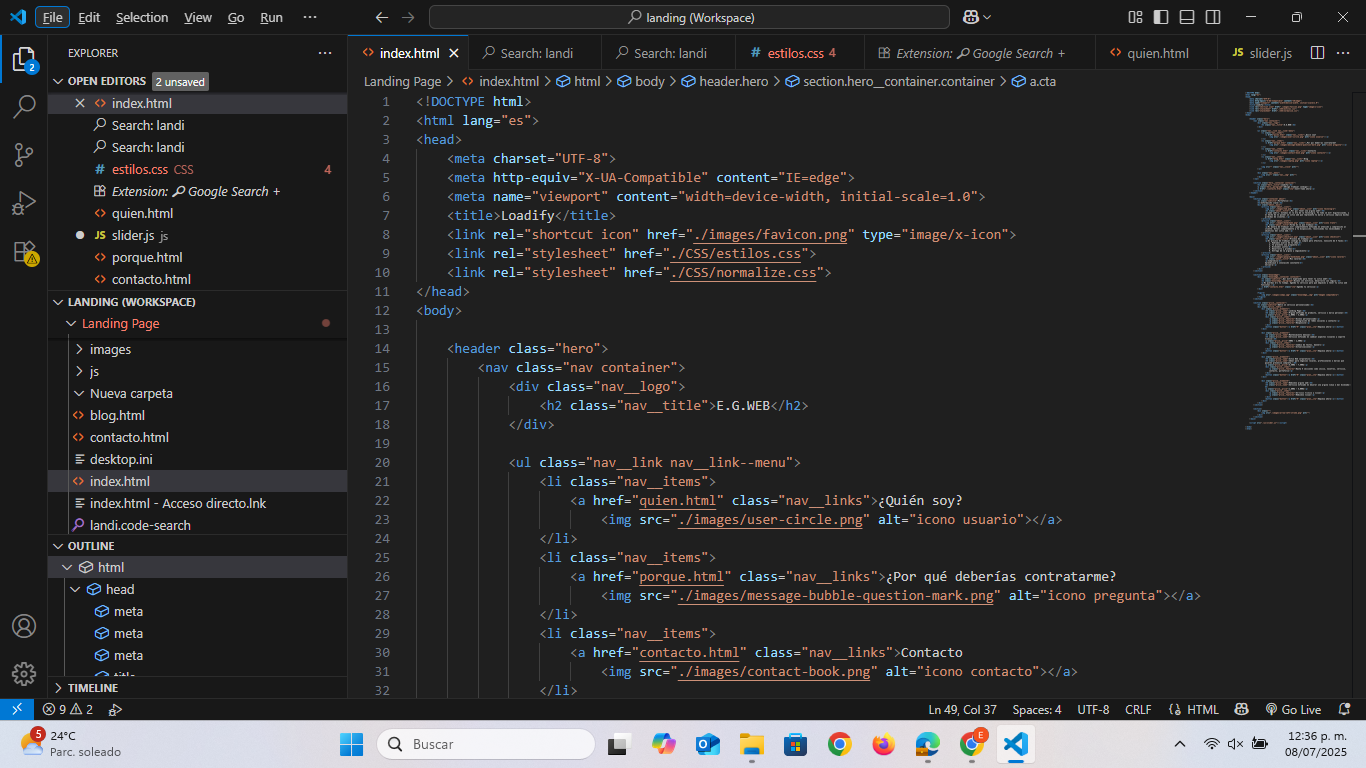 File Edit Selection View Go Run ··· landing (Workspace)
EXPLORER
OPEN EDITORS 2 unsaved
index.html
Search: landi
Search: landi
estilos.css CSS 4
Extension: Google Search +
quien.html
slider.js js
porque.html
contacto.html
LANDING (WORKSPACE)
Landing Page
images
js
Nueva carpeta
blog.html
contacto.html
desktop.ini
index.html
index.html - Acceso directo.lnk
landi.code-search
OUTLINE
html
head
meta
meta
meta
TIMELINE
2
index.html Search: landi Search: landi estilos.css 4 Extension: Google Search + quien.html JS slider.js
Landing Page > index.html > html > body > header.hero > section.hero__container.container > a.cta
1 <!DOCTYPE html>
2 <html lang="es">
3 <head>
4 <meta charset="UTF-8">
5 <meta http-equiv="X-UA-Compatible" content="IE=edge">
6 <meta name="viewport" content="width=device-width, initial-scale=1.0">
7 <title>Loadify</title>
8 <link rel="shortcut icon" href="./images/favicon.png" type="image/x-icon">
9 <link rel="stylesheet" href="./CSS/estilos.css">
10 <link rel="stylesheet" href="./CSS/normalize.css">
11 </head>
12 <body>
13
14 <header class="hero">
15 <nav class="nav container">
16 <div class="nav__logo">
17 <h2 class="nav__title">E.G.WEB</h2>
18 </div>
19
20 <ul class="nav__link nav__link--menu">
21 <li class="nav__items">
22 <a href="quien.html" class="nav__links">¿Quién soy?
23 <img src="./images/user-circle.png" alt="icono usuario"></a>
24 </li>
25 <li class="nav__items">
26 <a href="porque.html" class="nav__links">¿Por qué deberías contratarme?
27 <img src="./images/message-bubble-question-mark.png" alt="icono pregunta"></a>
28 </li>
29 <li class="nav__items">
30 <a href="contacto.html" class="nav__links">Contacto
31 <img src="./images/contact-book.png" alt="icono contacto"></a>
32 </li>
9 2 Ln 49, Col 37 Spaces: 4 UTF-8 CRLF HTML Go Live
5 24°C
Parc. soleado
Buscar
E
12:36 p. m.
08/07/2025